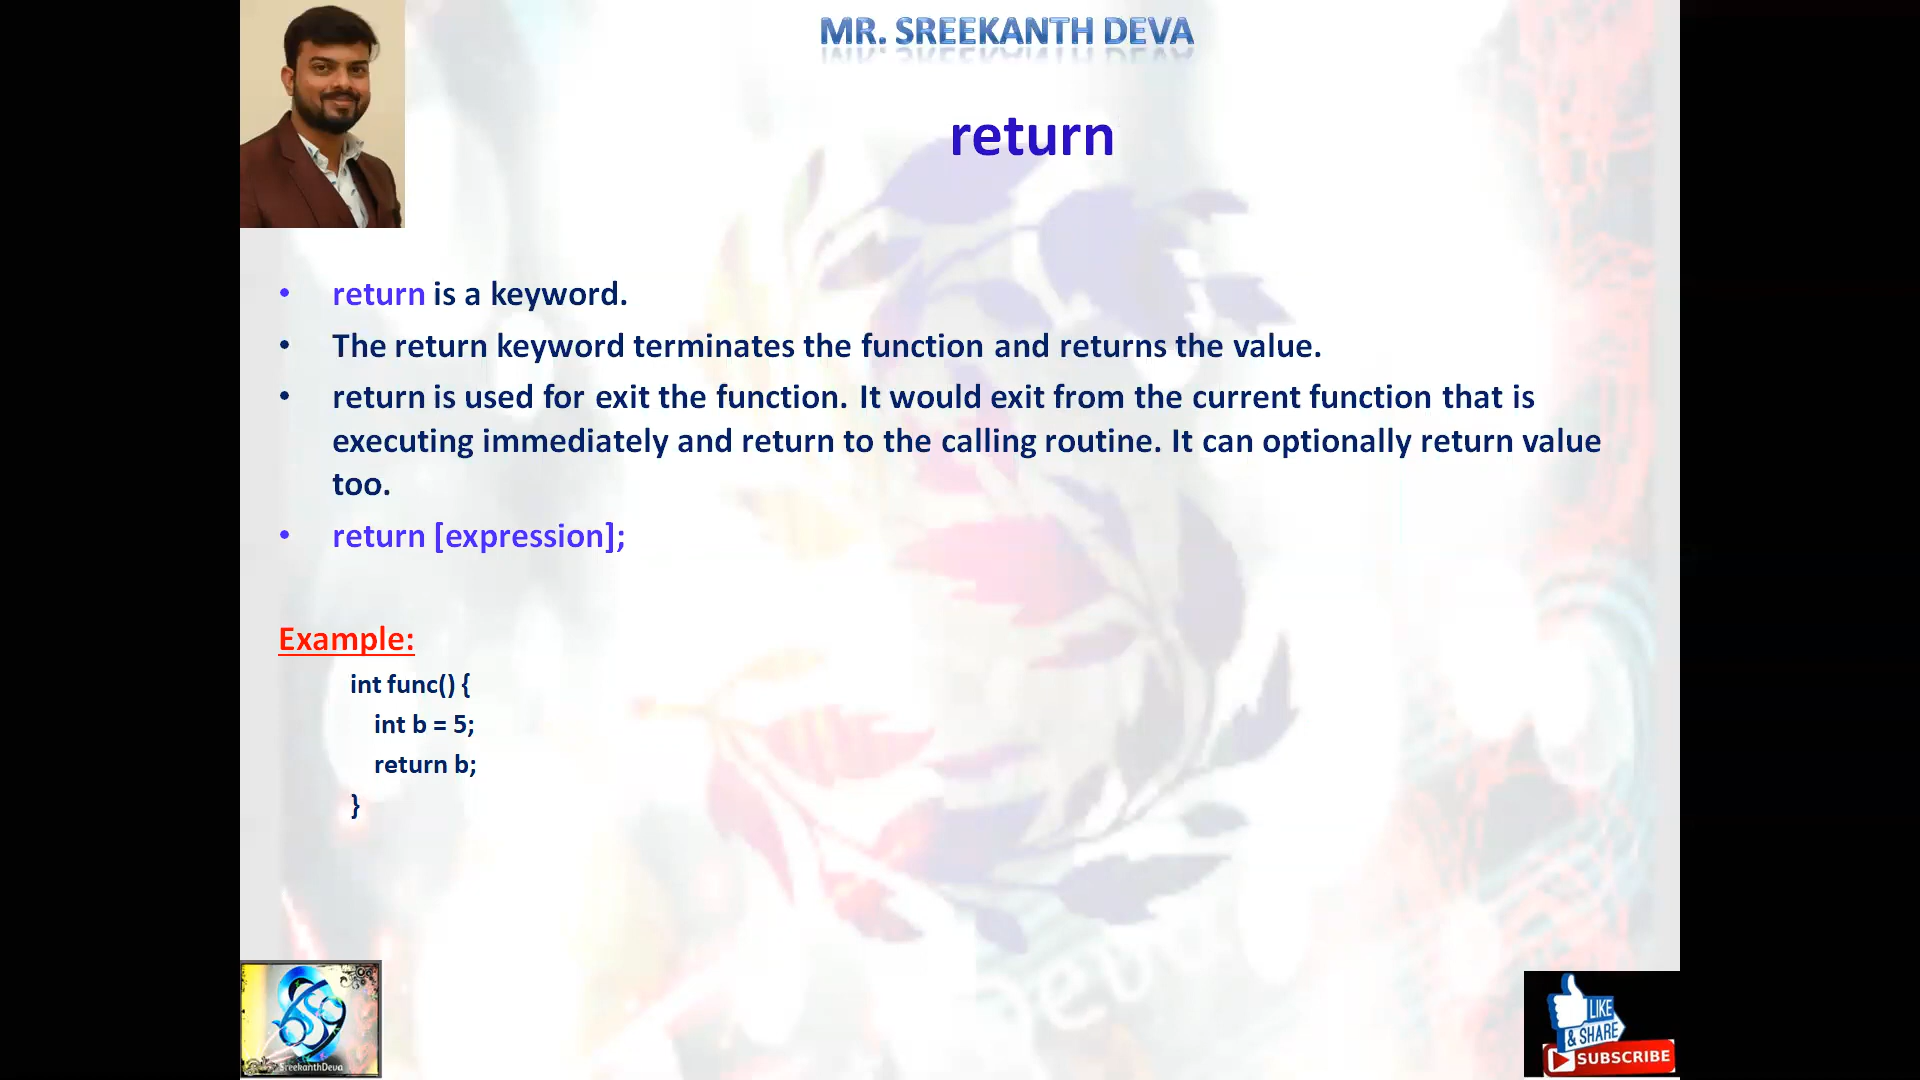 MR. SREEKANTH DEVA
return
• return is a keyword.
• The return keyword terminates the function and returns the value.
• return is used for exit the function. It would exit from the current function that is
executing immediately and return to the calling routine. It can optionally return value
too.
• return [expression];
Example:
int func() {
int b = 5;
return b;
}
SreekanthDeva
LIKE
& SHARE
SUBSCRIBE